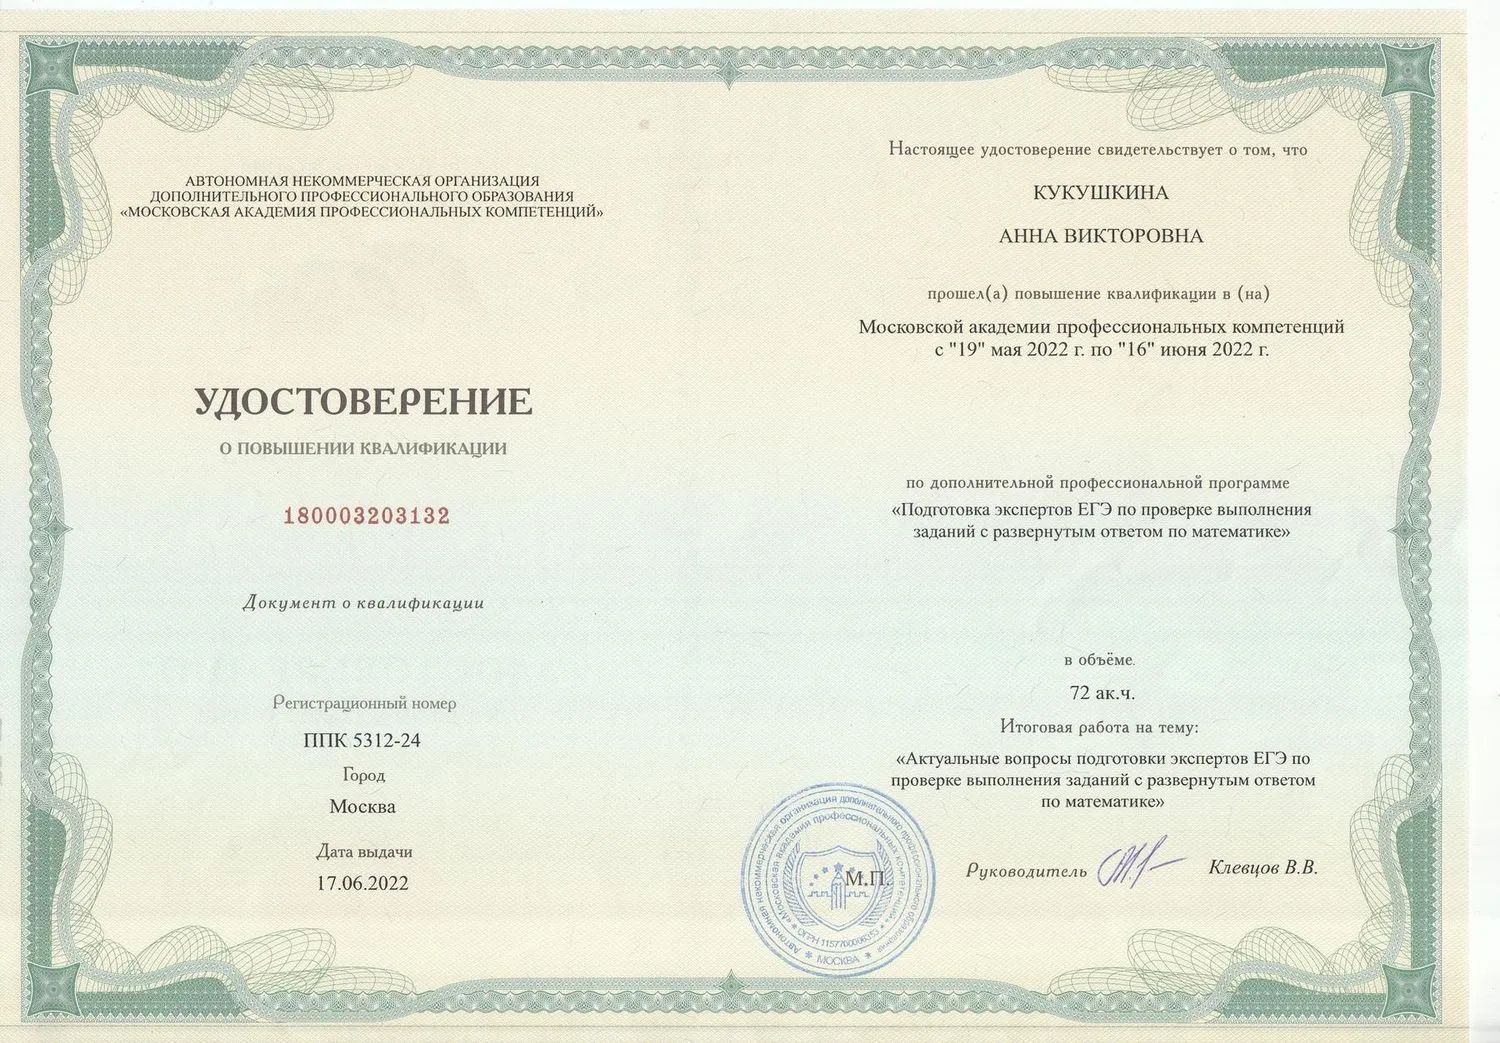 АВТОНОМНАЯ НЕКОММЕРЧЕСКАЯ ОРГАНИЗАЦИЯ
ДОПОЛНИТЕЛЬНОГО ПРОФЕССИОНАЛЬНОГО ОБРАЗОВАНИЯ
«МОСКОВСКАЯ АКАДЕМИЯ ПРОФЕССИОНАЛЬНЫХ КОМПЕТЕНЦИЙ»
УДОСТОВЕРЕНИЕ
О ПОВЫШЕНИИ КВАЛИФИКАЦИИ
180003203132
Документ о квалификации
Регистрационный номер
ППК 5312-24
Город
Москва
Дата выдачи
17.06.2022
Настоящее удостоверение свидетельствует о том, что
КУКУШКИНА
АННА ВИКТОРОВНА
прошел(а) повышение квалификации в (на)
Московской академии профессиональных компетенций
с "19" мая 2022 г. по "16" июня 2022 г.
по дополнительной профессиональной программе
«Подготовка экспертов ЕГЭ по проверке выполнения
заданий с развернутым ответом по математике»
в объёме
72 ак.ч.
Итоговая работа на тему:
«Актуальные вопросы подготовки экспертов ЕГЭ по
проверке выполнения заданий с развернутым ответом
по математике»
Руководитель Клевцов В.В.
М.П.
Автономная некоммерческая организация дополнительного профессионального образования
«Московская академия профессиональных компетенций»
* МОСКВА *